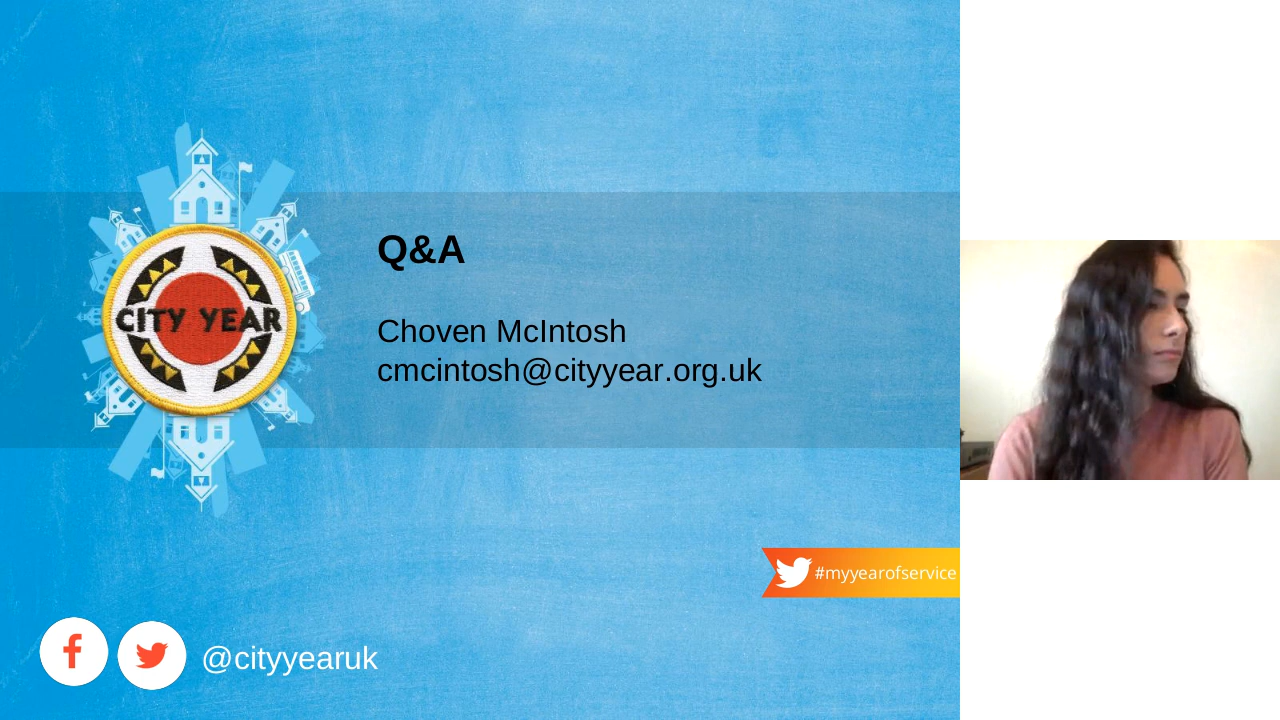 CITY YEAR
Q&A
Choven McIntosh
cmcintosh@cityyear.org.uk
#myyearofservice
@cityyearuk